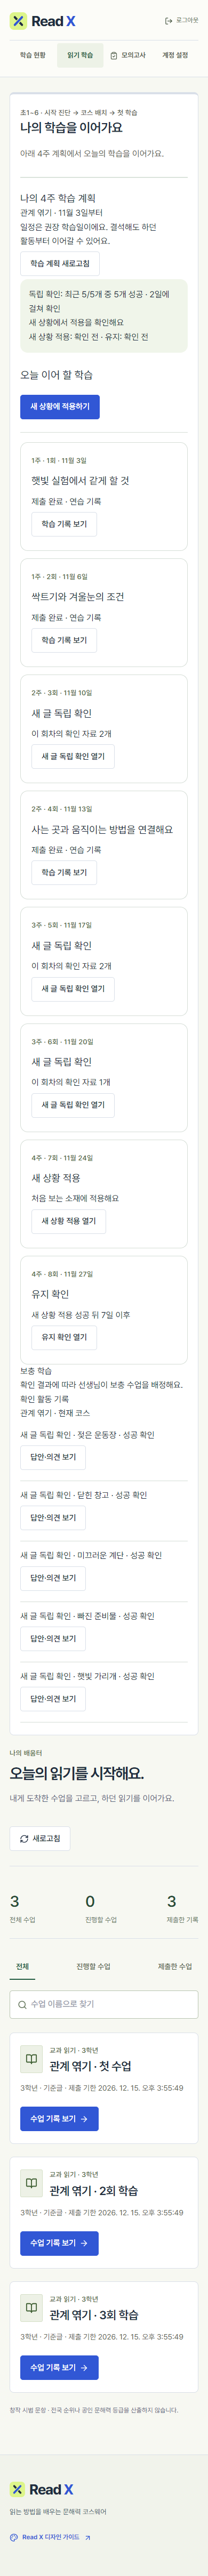 Read X
로그아웃
학습 현황
읽기 학습
모의고사
계정 설정
초1~6 · 시작 진단 → 코스 배치 → 첫 학습
나의 학습을 이어가요
아래 4주 계획에서 오늘의 학습을 이어가요.
나의 4주 학습 계획
관계 엮기 · 11월 3일부터
일정은 권장 학습일이에요. 결석해도 하던
활동부터 이어갈 수 있어요.
학습 계획 새로고침
독립 확인: 최근 5/5개 중 5개 성공 · 2일에
걸쳐 확인
새 상황에서 적용을 확인해요
새 상황 적용: 확인 전 · 유지: 확인 전
오늘 이어 할 학습
새 상황에 적용하기
1주 · 1회 · 11월 3일
햇빛 실험에서 같게 할 것
제출 완료 · 연습 기록
학습 기록 보기
1주 · 2회 · 11월 6일
싹트기와 겨울눈의 조건
제출 완료 · 연습 기록
학습 기록 보기
2주 · 3회 · 11월 10일
새 글 독립 확인
이 회차의 확인 자료 2개
새 글 독립 확인 열기
2주 · 4회 · 11월 13일
사는 곳과 움직이는 방법을 연결해요
제출 완료 · 연습 기록
학습 기록 보기
3주 · 5회 · 11월 17일
새 글 독립 확인
이 회차의 확인 자료 2개
새 글 독립 확인 열기
3주 · 6회 · 11월 20일
새 글 독립 확인
이 회차의 확인 자료 1개
새 글 독립 확인 열기
4주 · 7회 · 11월 24일
새 상황 적용
처음 보는 소재에 적용해요
새 상황 적용 열기
4주 · 8회 · 11월 27일
유지 확인
새 상황 적용 성공 뒤 7일 이후
유지 확인 열기
보충 학습
확인 결과에 따라 선생님이 보충 수업을 배정해요.
확인 활동 기록
관계 엮기 · 현재 코스
새 글 독립 확인 · 젖은 운동장 · 성공 확인
답안·의견 보기
새 글 독립 확인 · 닫힌 창고 · 성공 확인
답안·의견 보기
새 글 독립 확인 · 미끄러운 계단 · 성공 확인
답안·의견 보기
새 글 독립 확인 · 빠진 준비물 · 성공 확인
답안·의견 보기
새 글 독립 확인 · 햇빛 가리개 · 성공 확인
답안·의견 보기
나의 배움터
오늘의 읽기를 시작해요.
내게 도착한 수업을 고르고, 하던 읽기를 이어가요.
새로고침
3
0
3
전체 수업
진행할 수업
제출한 기록
전체
진행할 수업
제출한 수업
수업 이름으로 찾기
교과 읽기 · 3학년
관계 엮기 · 첫 수업
3학년 · 기준글 · 제출 기한 2026. 12. 15. 오후 3:55:49
수업 기록 보기
교과 읽기 · 3학년
관계 엮기 · 2회 학습
3학년 · 기준글 · 제출 기한 2026. 12. 15. 오후 3:55:49
수업 기록 보기
교과 읽기 · 3학년
관계 엮기 · 3회 학습
3학년 · 기준글 · 제출 기한 2026. 12. 15. 오후 3:55:49
수업 기록 보기
창작 시범 문항 · 전국 순위나 공인 문해력 등급을 산출하지 않습니다.
Read X
읽는 방법을 배우는 문해력 코스웨어
Read X 디자인 가이드